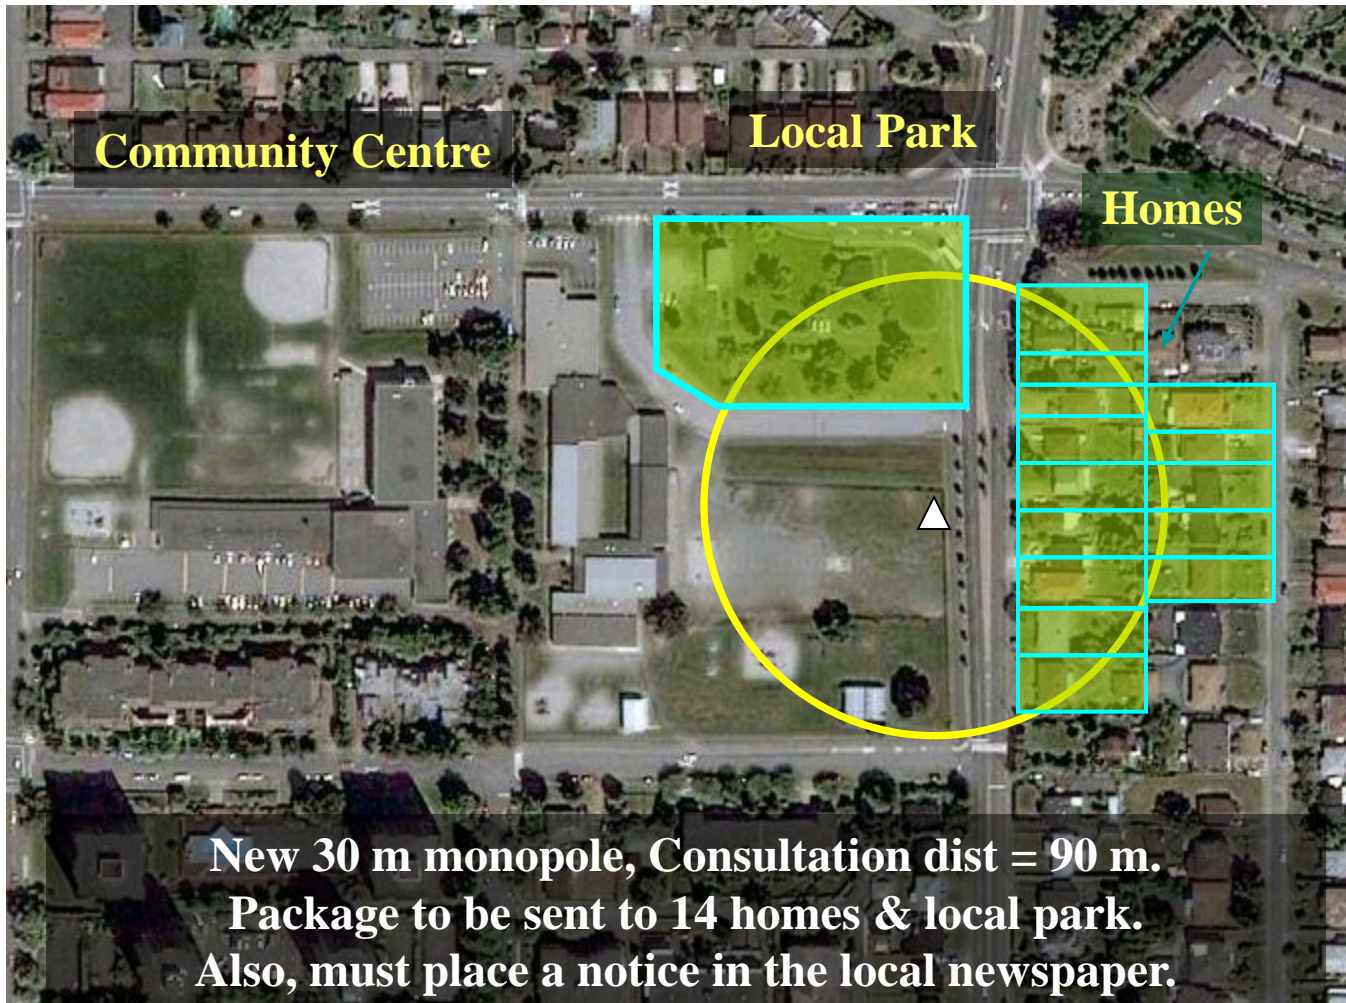 Community Centre
Local Park
Homes
New 30 m monopole, Consultation dist = 90 m.
Package to be sent to 14 homes & local park.
Also, must place a notice in the local newspaper.